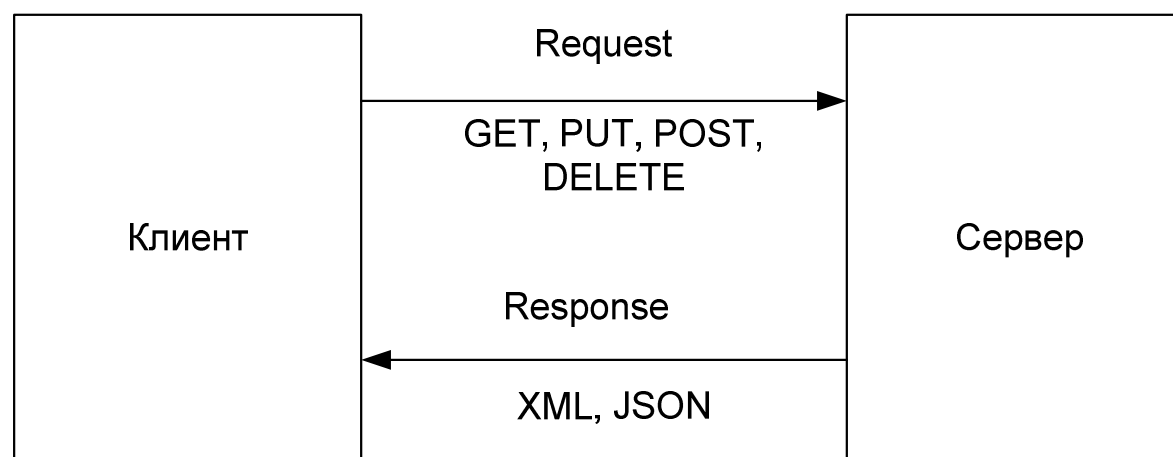 Request
GET, PUT, POST,
DELETE
Клиент
Сервер
Response
XML, JSON